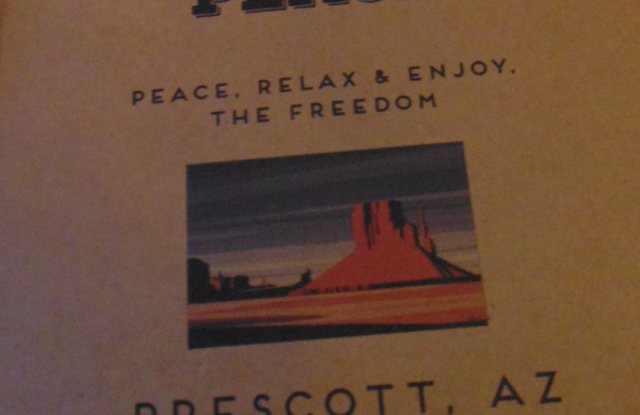 PEACE, RELAX & ENJOY,
THE FREEDOM
PRESCOTT, AZ